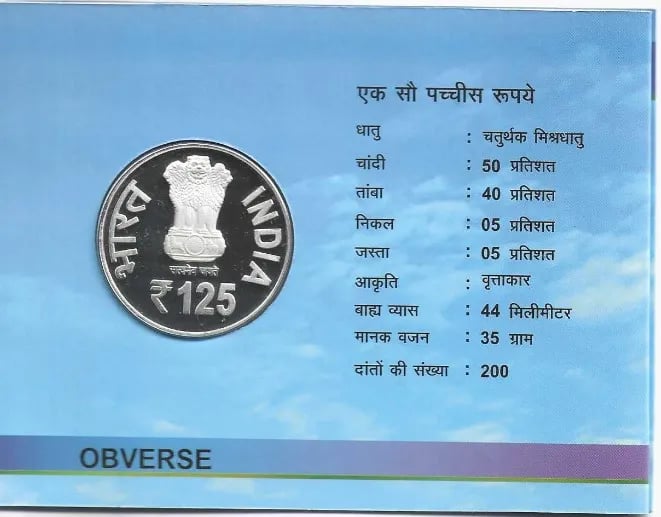 भारत
INDIA
सत्यमेव जयते
₹ 125
एक सौ पच्चीस रूपये
धातु : चतुर्थक मिश्रधातु
चांदी : 50 प्रतिशत
तांबा : 40 प्रतिशत
निकल : 05 प्रतिशत
जस्ता : 05 प्रतिशत
आकृति : वृत्ताकार
बाह्य व्यास : 44 मिलीमीटर
मानक वजन : 35 ग्राम
दांतों की संख्या : 200
OBVERSE